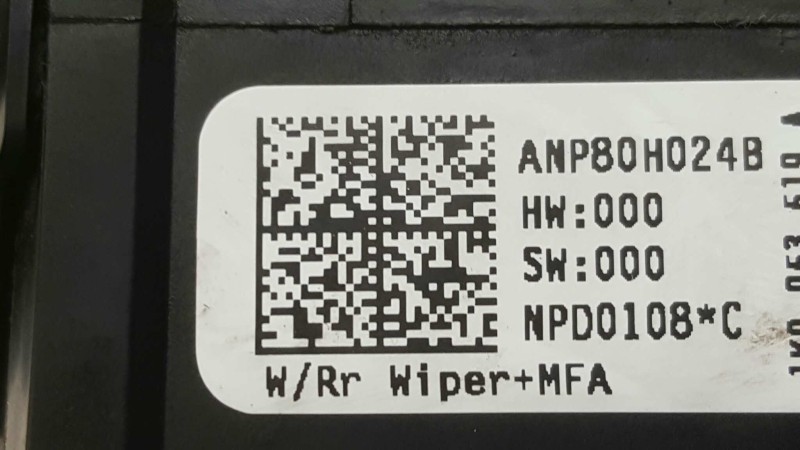 ANP80H024B
HW:000
SW:000
NPD0108*C
W/Rr Wiper+MFA